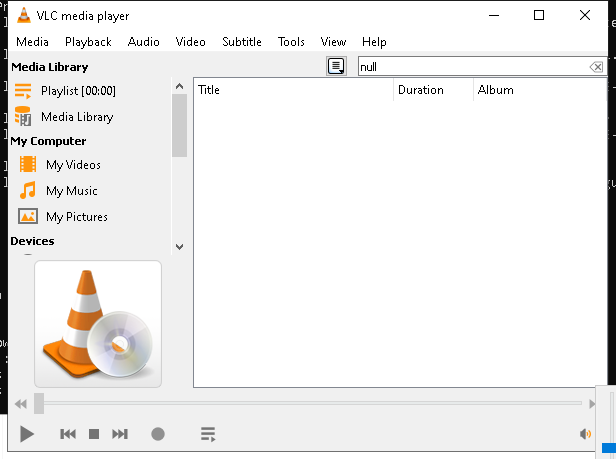 VLC media player
Media Playback Audio Video Subtitle Tools View Help
Media Library
null
Playlist [00:00]
Title Duration Album
Media Library
My Computer
My Videos
My Music
My Pictures
Devices